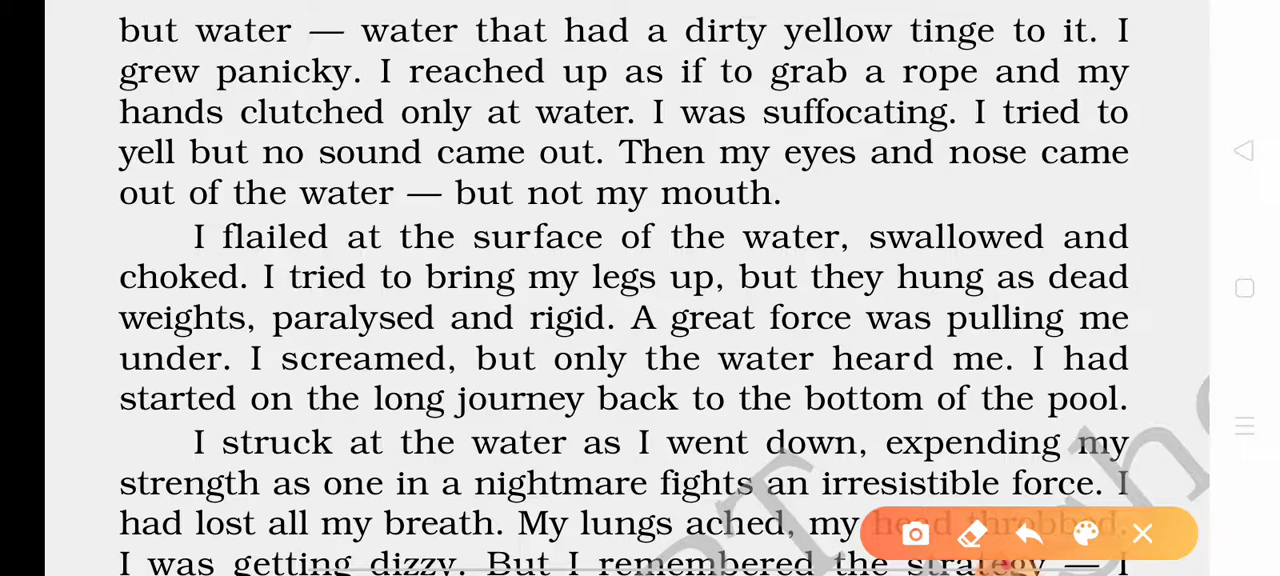 but water — water that had a dirty yellow tinge to it. I
grew panicky. I reached up as if to grab a rope and my
hands clutched only at water. I was suffocating. I tried to
yell but no sound came out. Then my eyes and nose came
out of the water — but not my mouth.
I flailed at the surface of the water, swallowed and
choked. I tried to bring my legs up, but they hung as dead
weights, paralysed and rigid. A great force was pulling me
under. I screamed, but only the water heard me. I had
started on the long journey back to the bottom of the pool.
I struck at the water as I went down, expending my
strength as one in a nightmare fights an irresistible force. I
had lost all my breath. My lungs ached, my head throbbed.
I was getting dizzy. But I remembered the strategy — I